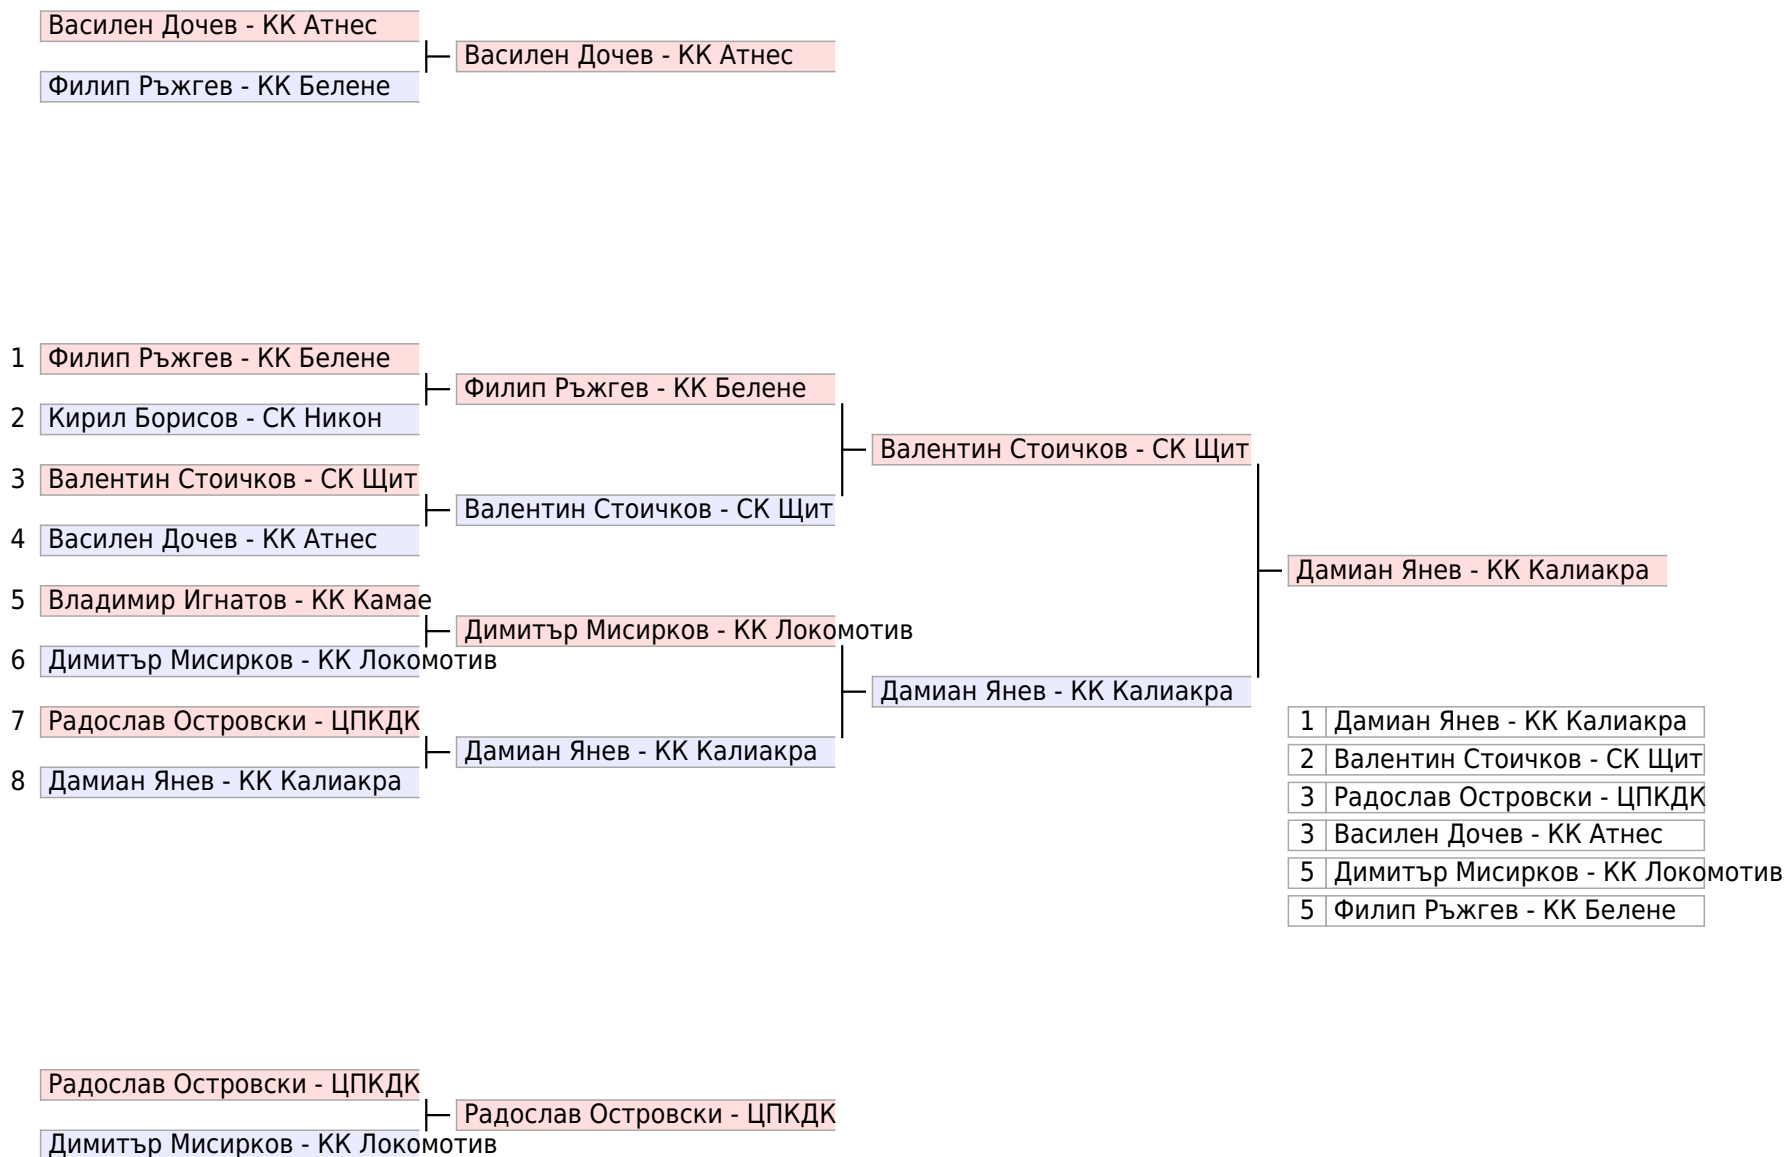 Василен Дочев - КК Атнес
Василен Дочев - КК Атнес
Филип Ръжгев - КК Белене
1 Филип Ръжгев - КК Белене
Филип Ръжгев - КК Белене
2 Кирил Борисов - СК Никон
Валентин Стоичков - СК Щит
3 Валентин Стоичков - СК Щит
Валентин Стоичков - СК Щит
4 Василен Дочев - КК Атнес
Дамиан Янев - КК Калиакра
5 Владимир Игнатов - КК Камае
Димитър Мисирков - КК Локомотив
6 Димитър Мисирков - КК Локомотив
Дамиан Янев - КК Калиакра
7 Радослав Островски - ЦПКДК
Дамиан Янев - КК Калиакра
8 Дамиан Янев - КК Калиакра
1 Дамиан Янев - КК Калиакра
2 Валентин Стоичков - СК Щит
3 Радослав Островски - ЦПКДК
3 Василен Дочев - КК Атнес
5 Димитър Мисирков - КК Локомотив
5 Филип Ръжгев - КК Белене
Радослав Островски - ЦПКДК
Радослав Островски - ЦПКДК
Димитър Мисирков - КК Локомотив